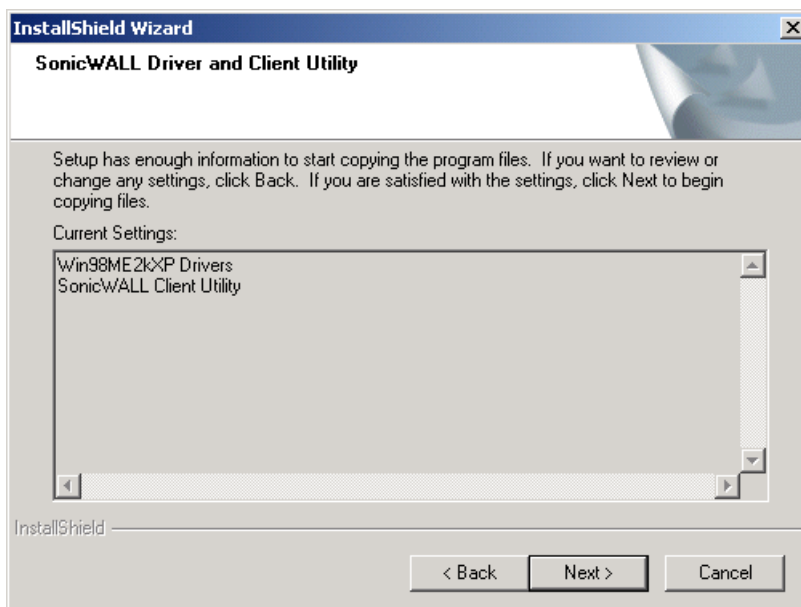 InstallShield Wizard
SonicWALL Driver and Client Utility
Setup has enough information to start copying the program files. If you want to review or
change any settings, click Back. If you are satisfied with the settings, click Next to begin
copying files.
Current Settings:
Win98ME2kXP Drivers
SonicWALL Client Utility
InstallShield
< Back
Next >
Cancel